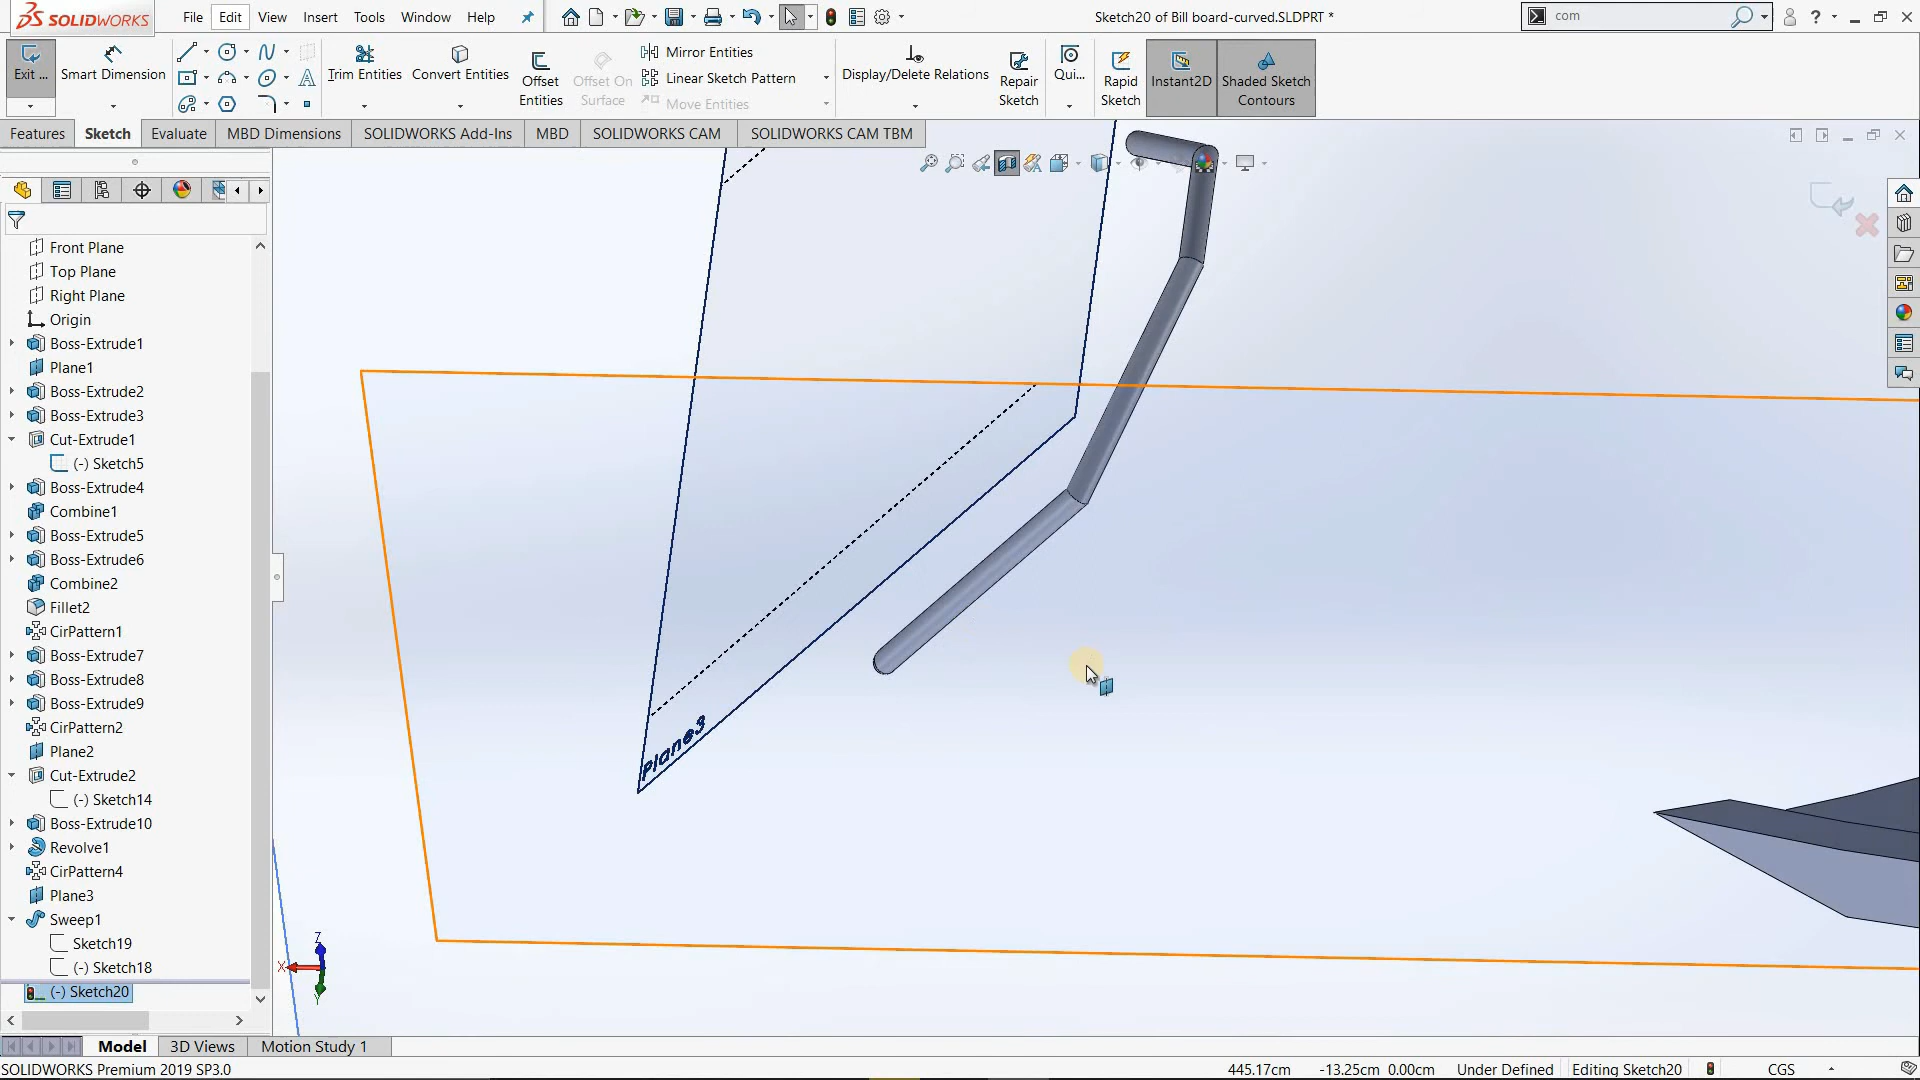 SOLIDWORKS
File Edit View Insert Tools Window Help
Sketch20 of Bill board-curved.SLDPRT *
com
Exit ...
Smart Dimension
Trim Entities
Convert Entities
Offset Entities
Offset On Surface
Mirror Entities
Linear Sketch Pattern
Move Entities
Display/Delete Relations
Repair Sketch
Qui...
Rapid Sketch
Instant2D
Shaded Sketch Contours
Features Sketch Evaluate MBD Dimensions SOLIDWORKS Add-Ins MBD SOLIDWORKS CAM SOLIDWORKS CAM TBM
Front Plane
Top Plane
Right Plane
Origin
Boss-Extrude1
Plane1
Boss-Extrude2
Boss-Extrude3
Cut-Extrude1
(-) Sketch5
Boss-Extrude4
Combine1
Boss-Extrude5
Boss-Extrude6
Combine2
Fillet2
CirPattern1
Boss-Extrude7
Boss-Extrude8
Boss-Extrude9
CirPattern2
Plane2
Cut-Extrude2
(-) Sketch14
Boss-Extrude10
Revolve1
CirPattern4
Plane3
Sweep1
Sketch19
(-) Sketch18
(-) Sketch20
Plane3
Z
X
Y
Model 3D Views Motion Study 1
SOLIDWORKS Premium 2019 SP3.0
445.17cm -13.25cm 0.00cm Under Defined Editing Sketch20 CGS